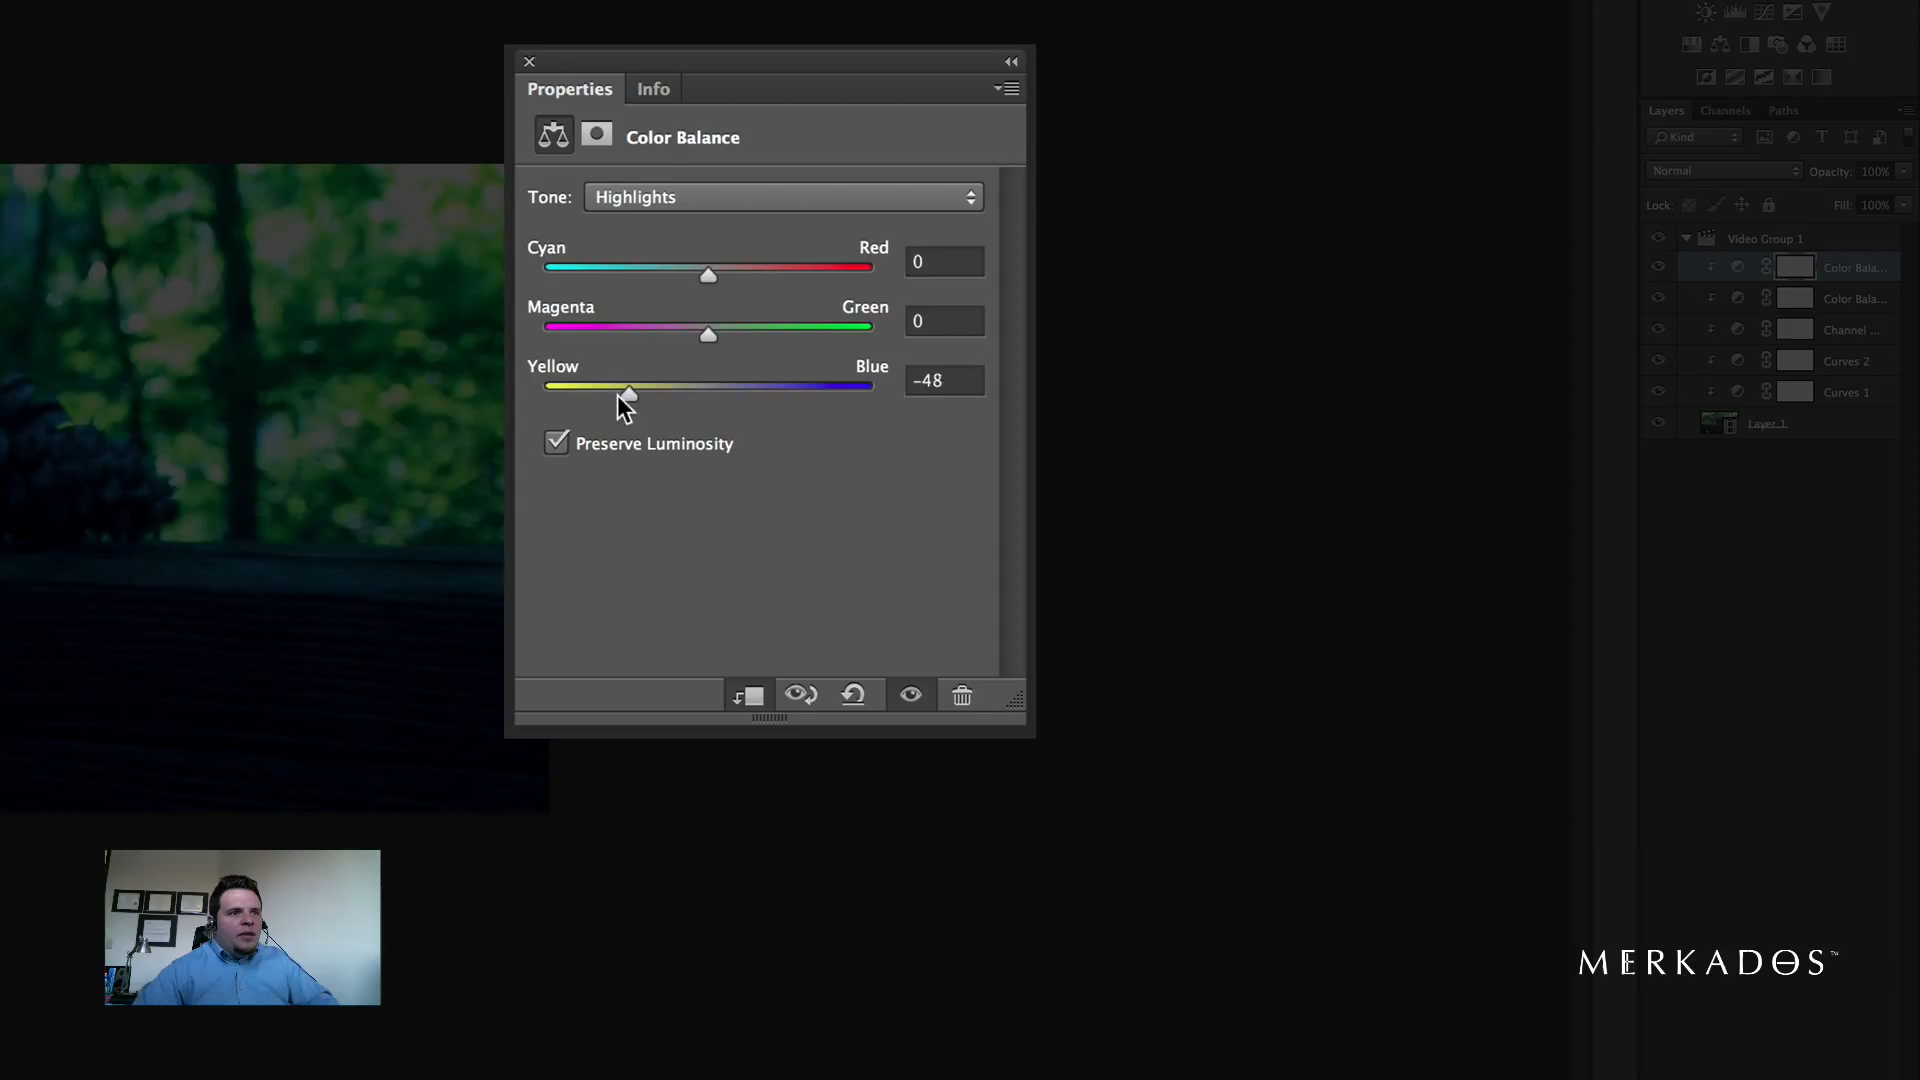 Properties
Info
Color Balance
Tone:
Highlights
Cyan
Red
0
Magenta
Green
0
Yellow
Blue
-48
Preserve Luminosity
Layers
Channels
Paths
Kind
Normal
Opacity:
100%
Lock:
Fill:
100%
Video Group 1
Color Bala...
Color Bala...
Channel ...
Curves 2
Curves 1
Layer 1
MERKADOS™